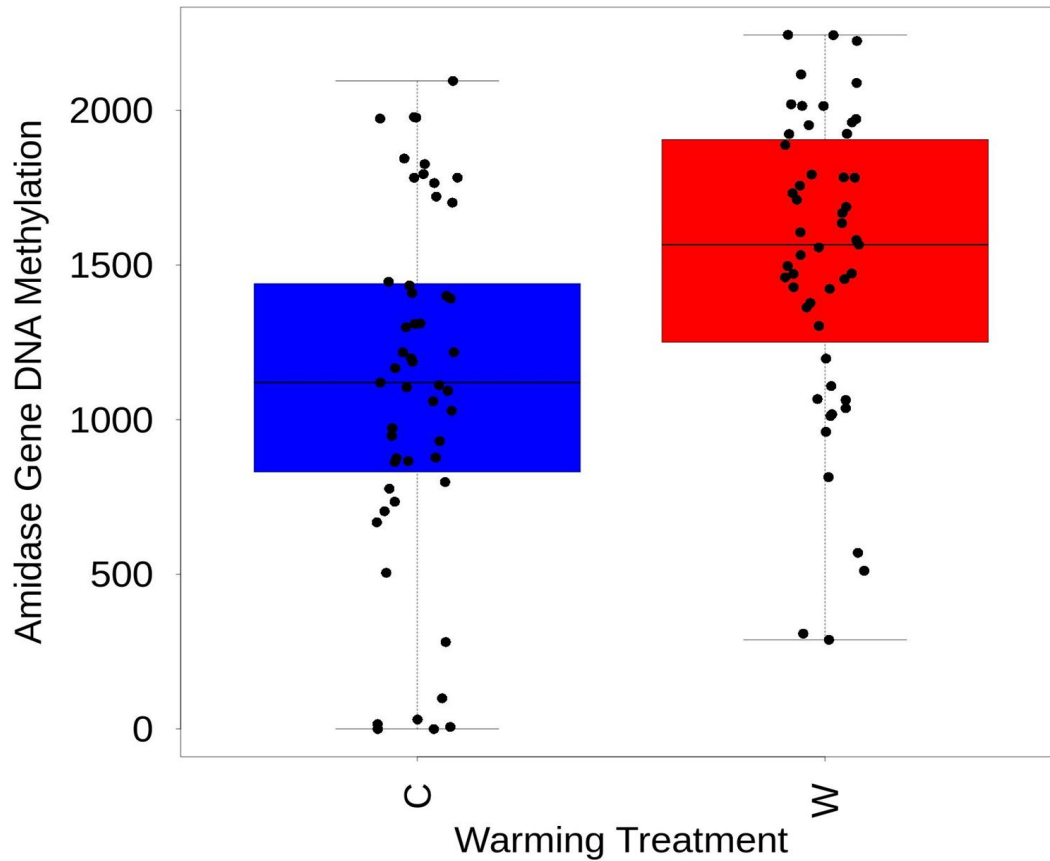 Amidase Gene DNA Methylation
2000
1500
1000
500
0
C
W
Warming Treatment